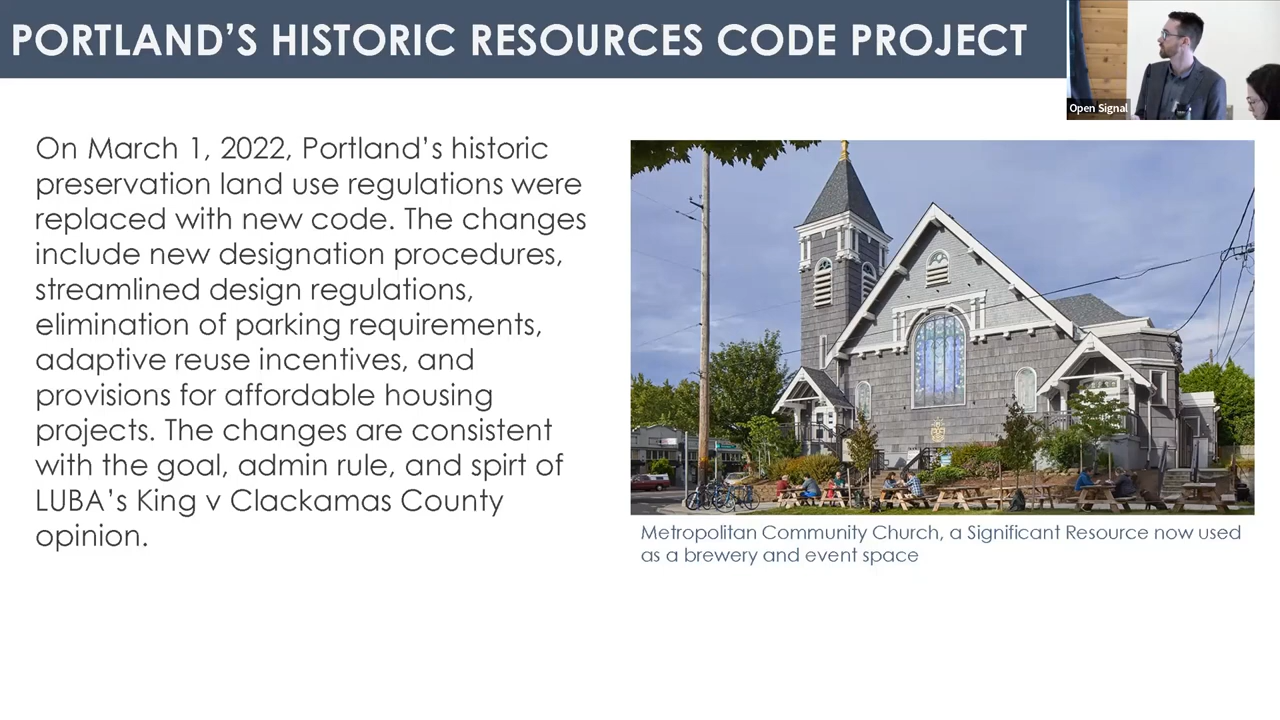 PORTLAND'S HISTORIC RESOURCES CODE PROJECT
Open Signal
On March 1, 2022, Portland's historic
preservation land use regulations were
replaced with new code. The changes
include new designation procedures,
streamlined design regulations,
elimination of parking requirements,
adaptive reuse incentives, and
provisions for affordable housing
projects. The changes are consistent
with the goal, admin rule, and spirt of
LUBA's King v Clackamas County
opinion.
Metropolitan Community Church, a Significant Resource now used
as a brewery and event space